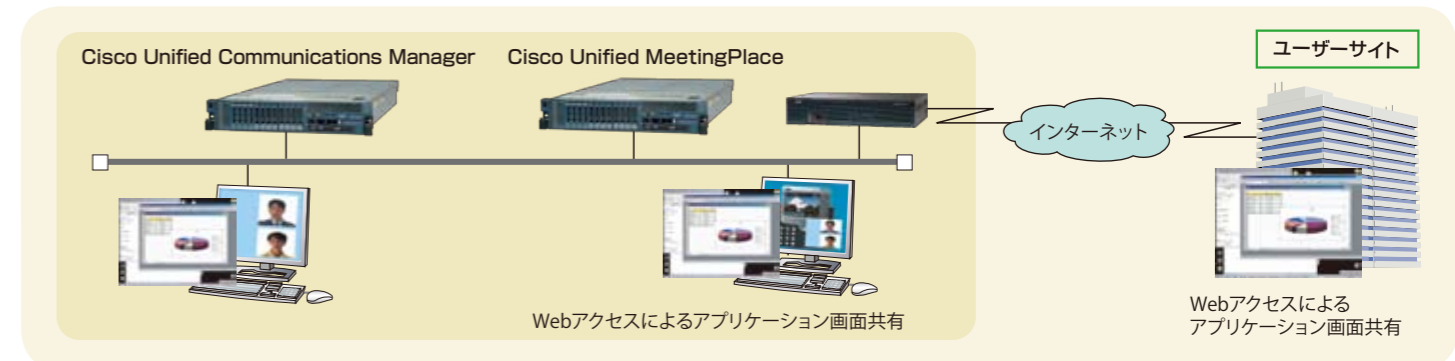 Cisco Unified Communications Manager
Cisco Unified MeetingPlace
ユーザーサイト
インターネット
Webアクセスによるアプリケーション画面共有
Webアクセスによる
アプリケーション画面共有